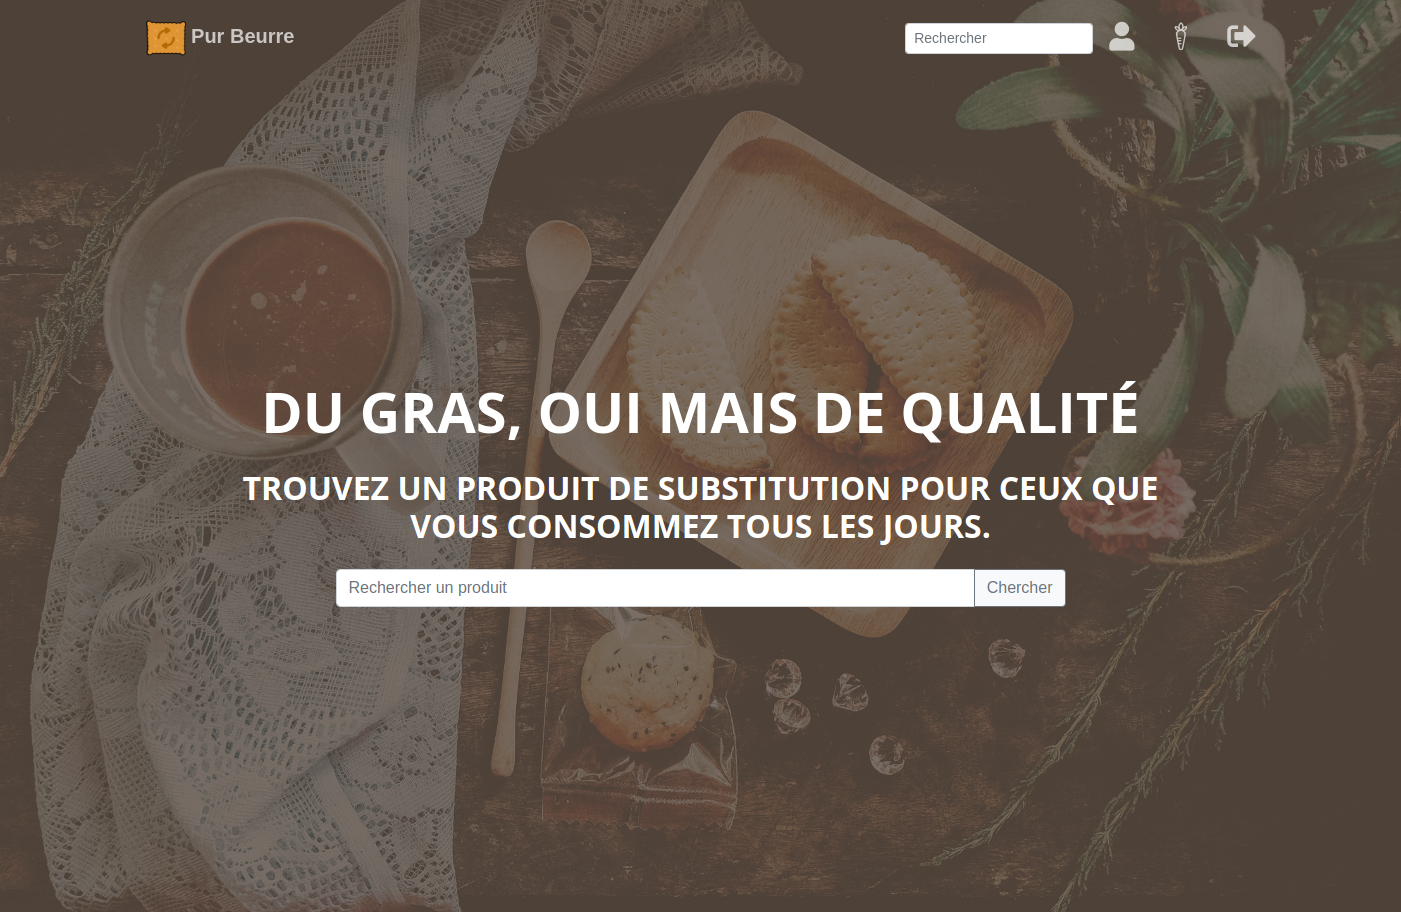 Pur Beurre
Rechercher
DU GRAS, OUI MAIS DE QUALITÉ
TROUVEZ UN PRODUIT DE SUBSTITUTION POUR CEUX QUE
VOUS CONSOMMEZ TOUS LES JOURS.
Rechercher un produit
Chercher